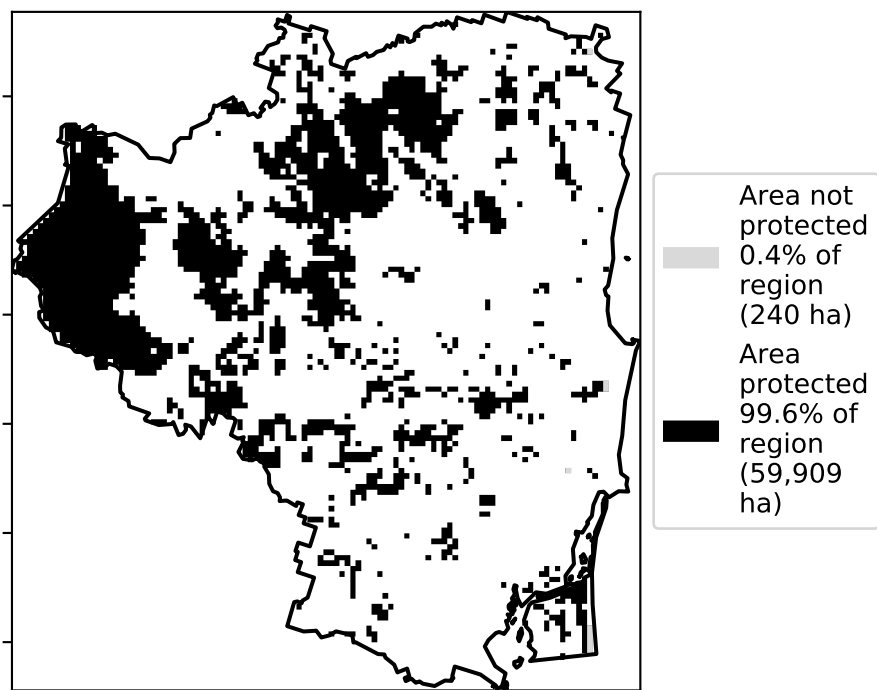 Area not
protected
0.4% of
region
(240 ha)
Area
protected
99.6% of
region
(59,909
ha)